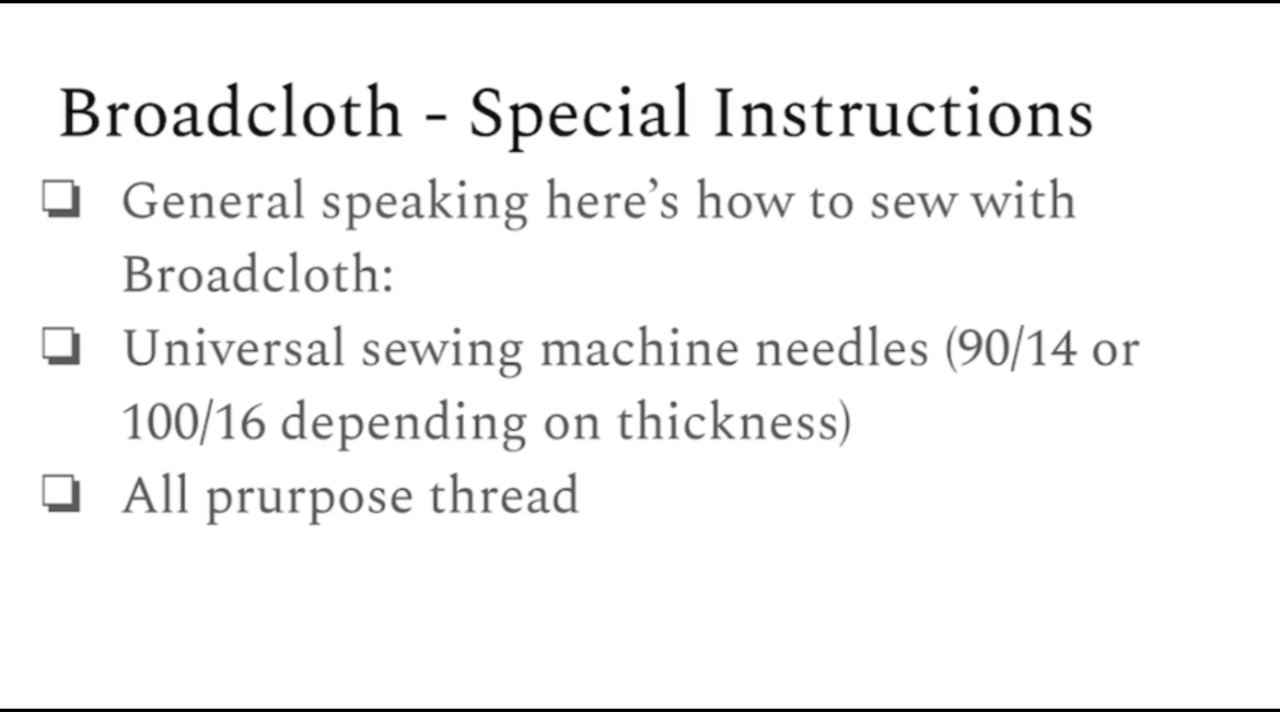 Broadcloth - Special Instructions
General speaking here’s how to sew with
Broadcloth:
Universal sewing machine needles (90/14 or
100/16 depending on thickness)
All prurpose thread